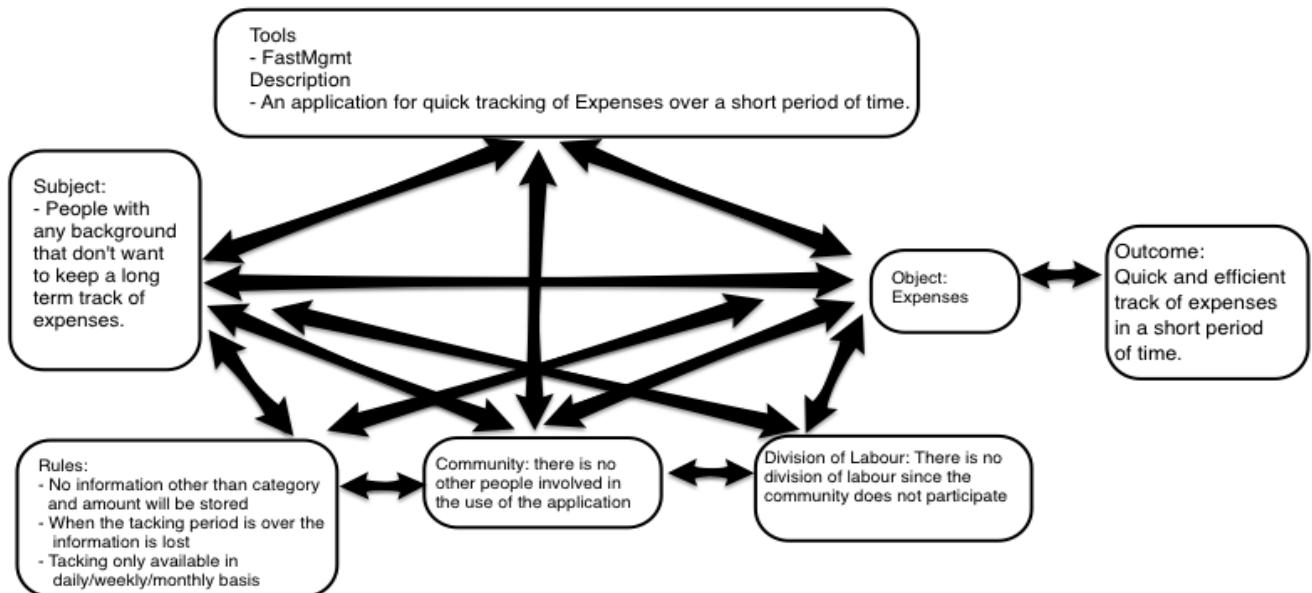 Tools
- FastMgmt
Description
- An application for quick tracking of Expenses over a short period of time.
Subject:
- People with
any background
that don't want
to keep a long
term track of
expenses.
Object:
Expenses
Outcome:
Quick and efficient
track of expenses
in a short period
of time.
Rules:
- No information other than category
and amount will be stored
- When the tacking period is over the
information is lost
- Tacking only available in
daily/weekly/monthly basis
Community: there is no
other people involved in
the use of the application
Division of Labour: There is no
division of labour since the
community does not participate